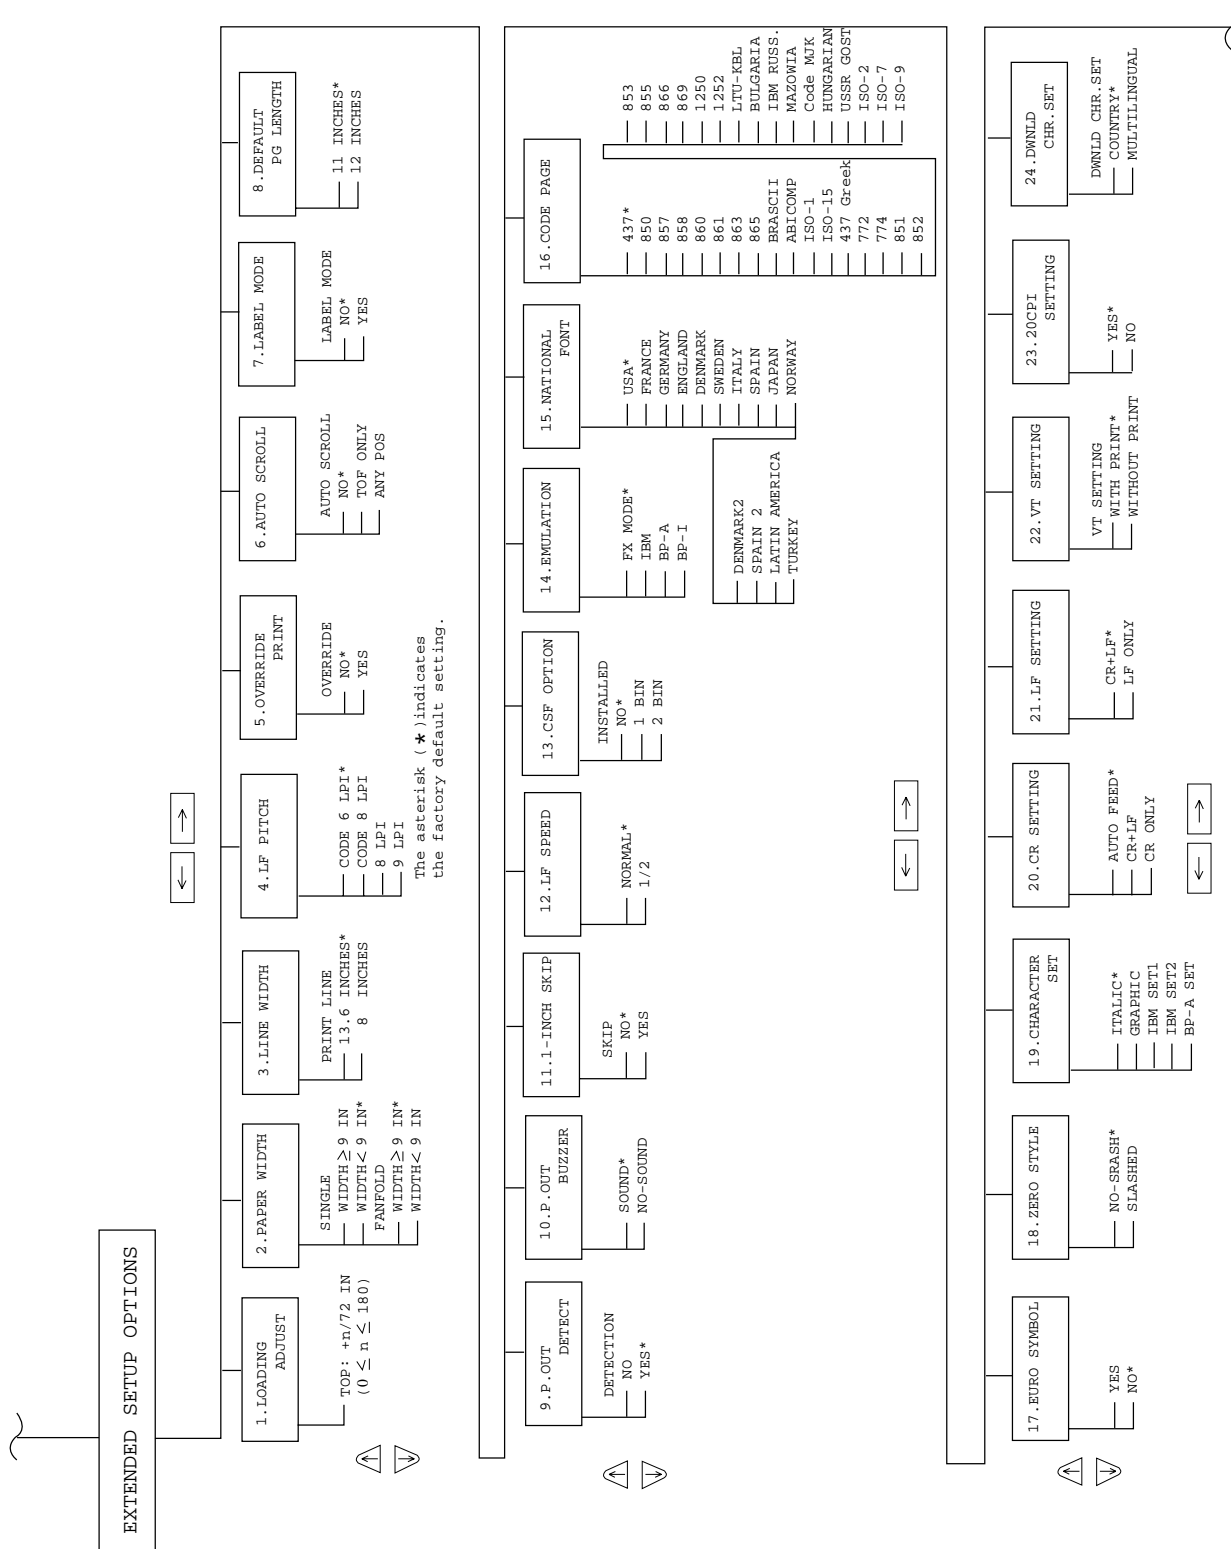 EXTENDED SETUP OPTIONS
1.LOADING
ADJUST
TOP: +n/72 IN
(0 ≤ n ≤ 180)
2.PAPER WIDTH
SINGLE
WIDTH≥9 IN
WIDTH<9 IN*
FANFOLD
WIDTH≥9 IN*
WIDTH<9 IN
3.LINE WIDTH
PRINT LINE
13.6 INCHES*
8 INCHES
4.LF PITCH
CODE 6 LPI*
CODE 8 LPI
8 LPI
9 LPI
The asterisk (*)indicates
the factory default setting.
5.OVERRIDE
PRINT
OVERRIDE
NO*
YES
6.AUTO SCROLL
AUTO SCROLL
NO*
TOF ONLY
ANY POS
7.LABEL MODE
LABEL MODE
NO*
YES
8.DEFAULT
PG LENGTH
11 INCHES*
12 INCHES
← →
↑ ↓
9.P.OUT
DETECT
DETECTION
NO
YES*
10.P.OUT
BUZZER
SOUND*
NO-SOUND
11.1-INCH SKIP
SKIP
NO*
YES
12.LF SPEED
NORMAL*
1/2
13.CSF OPTION
INSTALLED
NO*
1 BIN
2 BIN
14.EMULATION
FX MODE*
IBM
BP-A
BP-I
15.NATIONAL
FONT
USA*
FRANCE
GERMANY
ENGLAND
DENMARK
SWEDEN
ITALY
SPAIN
JAPAN
NORWAY
DENMARK2
SPAIN 2
LATIN AMERICA
TURKEY
16.CODE PAGE
437*
850
857
858
860
861
863
865
BRASCII
ABICOMP
ISO-1
ISO-15
437 Greek
772
774
851
852
853
855
866
869
1250
1252
LTU-KBL
BULGARIA
IBM RUSS.
MAZOWIA
Code MJK
HUNGARIAN
USSR GOST
ISO-2
ISO-7
ISO-9
← →
↑ ↓
17.EURO SYMBOL
YES
NO*
18.ZERO STYLE
NO-SRASH*
SLASHED
19.CHARACTER
SET
ITALIC*
GRAPHIC
IBM SET1
IBM SET2
BP-A SET
20.CR SETTING
AUTO FEED*
CR+LF
CR ONLY
21.LF SETTING
CR+LF*
LF ONLY
22.VT SETTING
VT SETTING
WITH PRINT*
WITHOUT PRINT
23.20CPI
SETTING
YES*
NO
24.DWNLD
CHR.SET
DWNLD CHR.SET
COUNTRY*
MULTILINGUAL
← →
↑ ↓